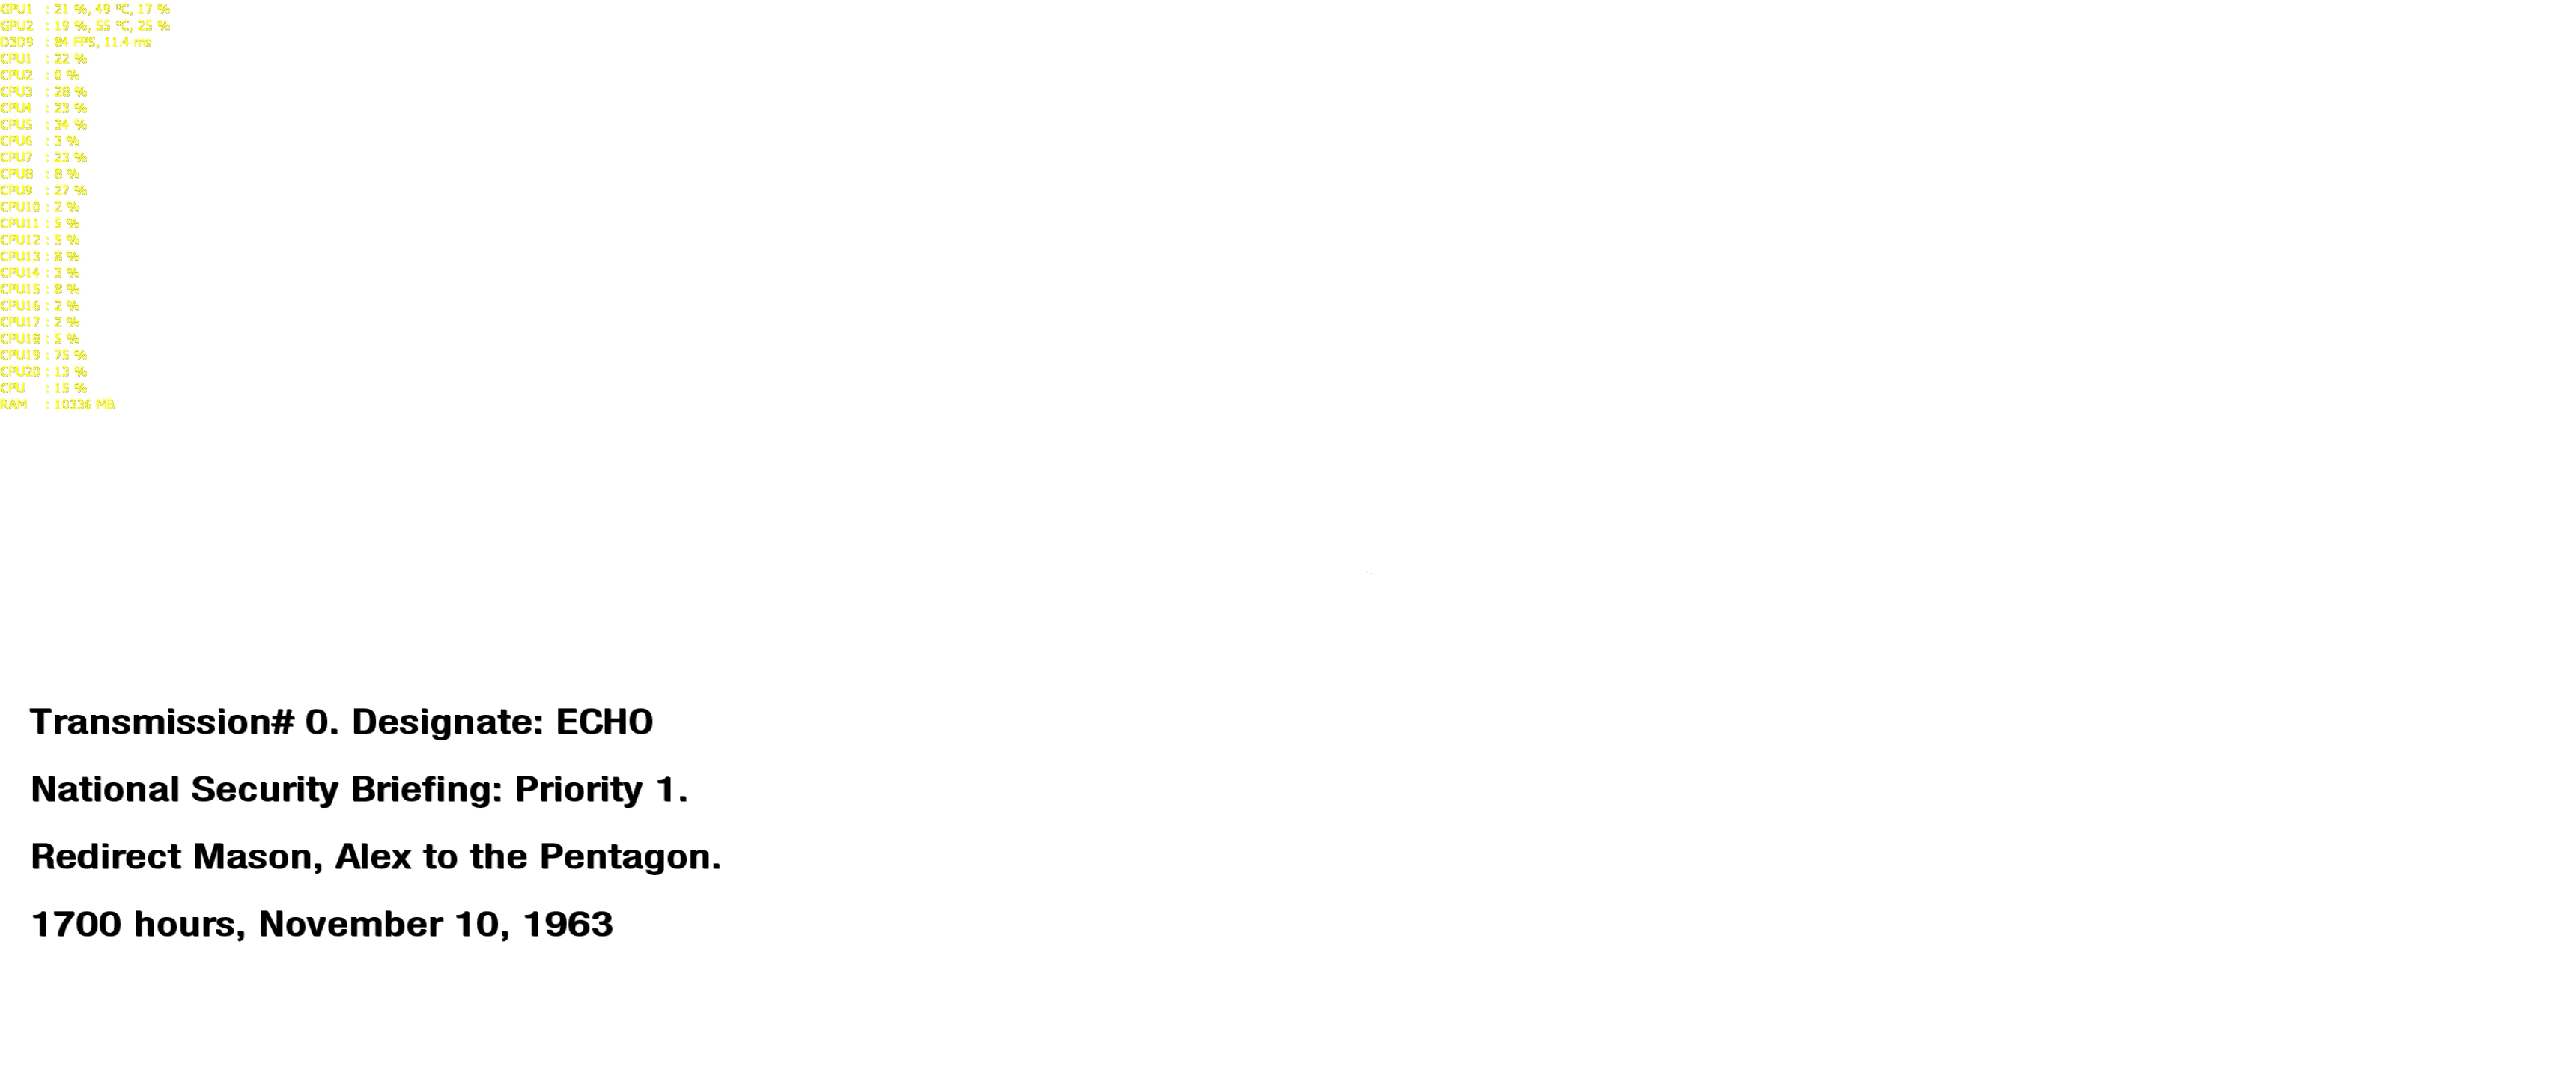 GPU1 : 21 %, 49 °C, 17 %
GPU2 : 19 %, 55 °C, 25 %
D3D9 : 84 FPS, 11.4 ms
CPU1 : 22 %
CPU2 : 0 %
CPU3 : 28 %
CPU4 : 23 %
CPU5 : 34 %
CPU6 : 3 %
CPU7 : 23 %
CPU8 : 8 %
CPU9 : 27 %
CPU10 : 2 %
CPU11 : 5 %
CPU12 : 5 %
CPU13 : 8 %
CPU14 : 3 %
CPU15 : 8 %
CPU16 : 2 %
CPU17 : 2 %
CPU18 : 5 %
CPU19 : 75 %
CPU20 : 13 %
CPU : 15 %
RAM : 10336 MB
Transmission# 0. Designate: ECHO
National Security Briefing: Priority 1.
Redirect Mason, Alex to the Pentagon.
1700 hours, November 10, 1963